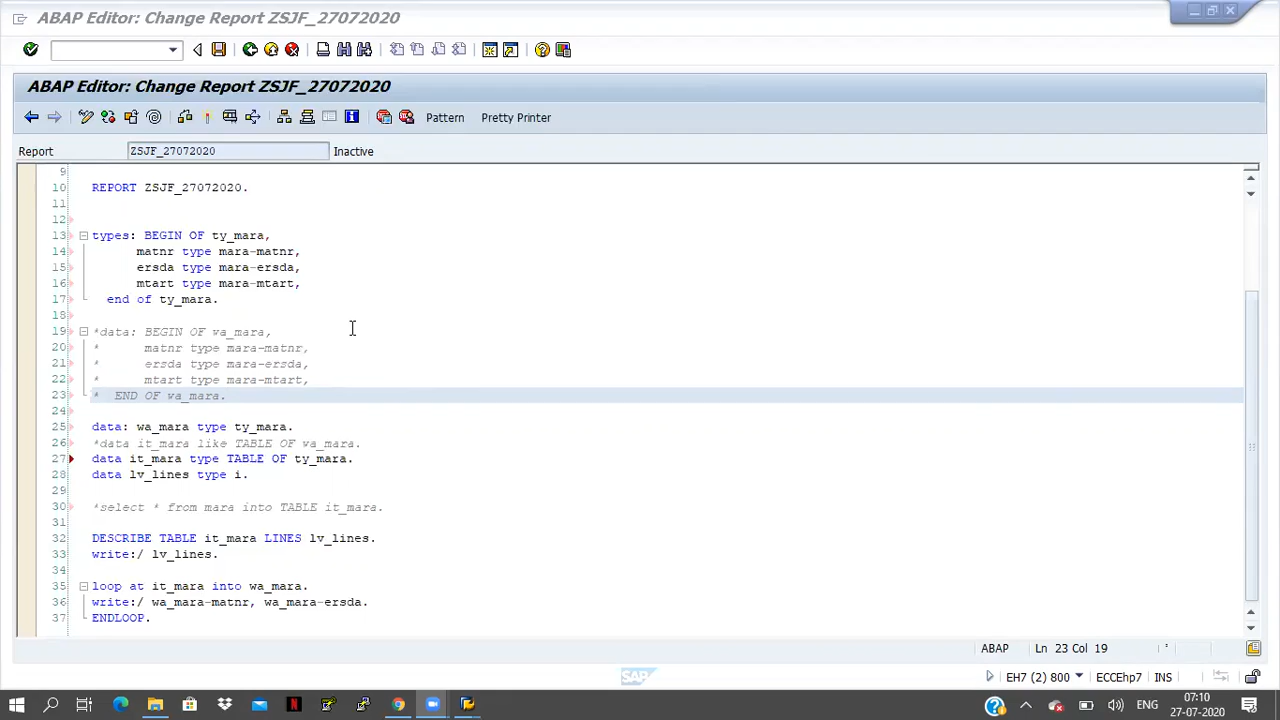 ABAP Editor: Change Report ZSJF_27072020
ABAP Editor: Change Report ZSJF_27072020
Pattern Pretty Printer
Report ZSJF_27072020 Inactive
9
10 REPORT ZSJF_27072020.
11
12
13 types: BEGIN OF ty_mara,
14 matnr type mara-matnr,
15 ersda type mara-ersda,
16 mtart type mara-mtart,
17 end of ty_mara.
18
19 *data: BEGIN OF wa_mara,
20 * matnr type mara-matnr,
21 * ersda type mara-ersda,
22 * mtart type mara-mtart,
23 * END OF wa_mara.
24
25 data: wa_mara type ty_mara.
26 *data it_mara like TABLE OF wa_mara.
27 data it_mara type TABLE OF ty_mara.
28 data lv_lines type i.
29
30 *select * from mara into TABLE it_mara.
31
32 DESCRIBE TABLE it_mara LINES lv_lines.
33 write:/ lv_lines.
34
35 loop at it_mara into wa_mara.
36 write:/ wa_mara-matnr, wa_mara-ersda.
37 ENDLOOP.
ABAP Ln 23 Col 19
SAP
EH7 (2) 800 ECCEhp7 INS
ENG
07:10
27-07-2020